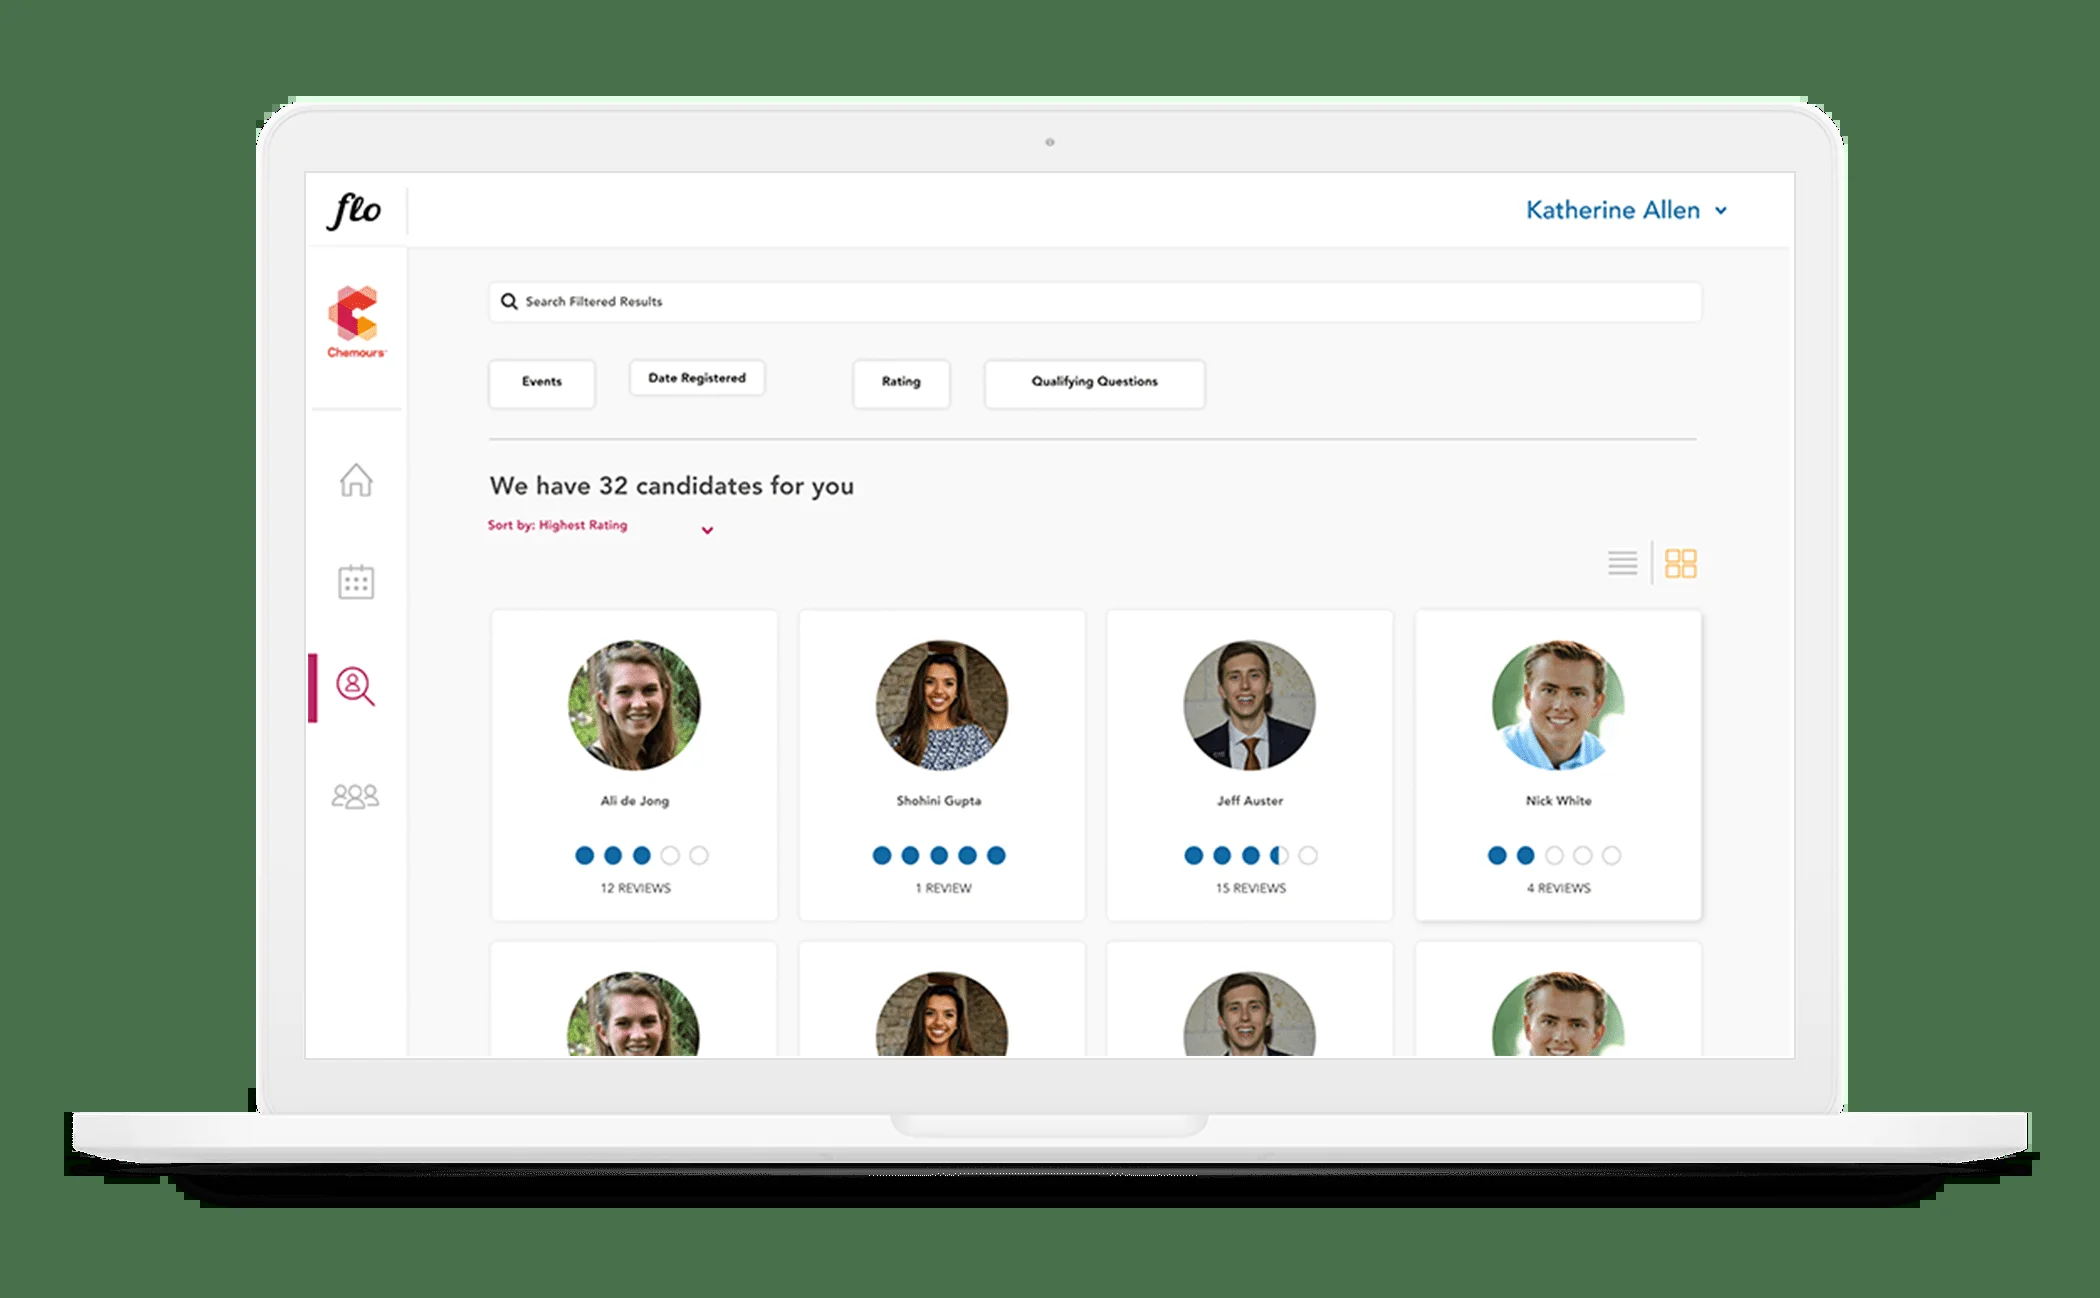 flo
Katherine Allen
Chemours™
Search Filtered Results
Events
Date Registered
Rating
Qualifying Questions
We have 32 candidates for you
Sort by: Highest Rating
Ali de Jong
Shohini Gupta
Jeff Auster
Nick White
12 REVIEWS
1 REVIEW
15 REVIEWS
4 REVIEWS